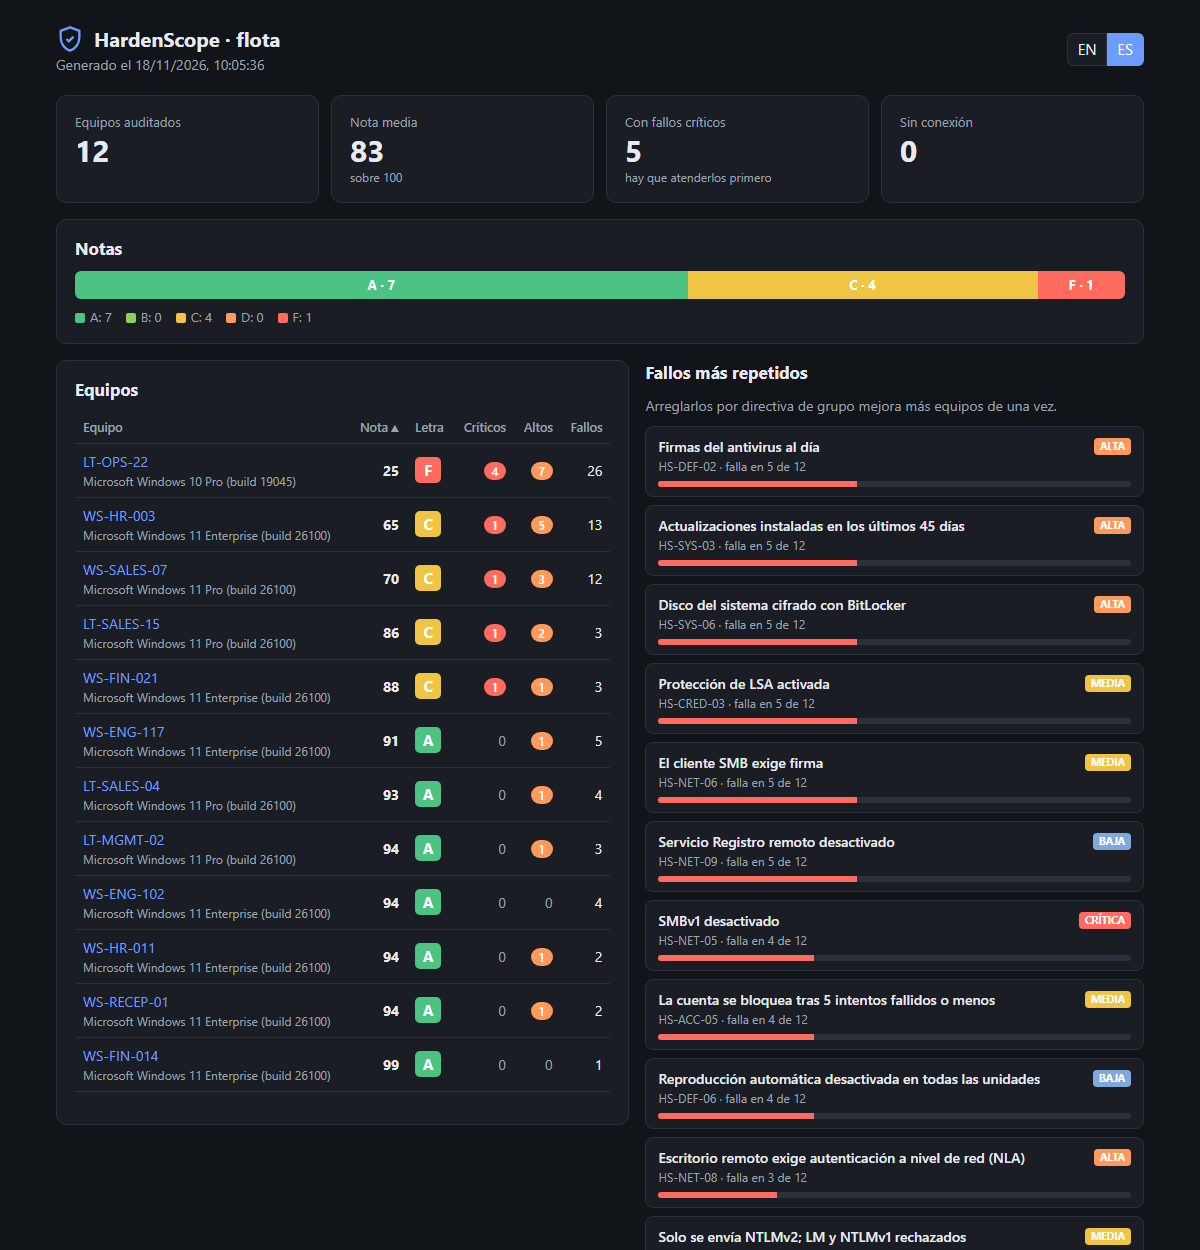 HardenScope · flota
Generado el 18/11/2026, 10:05:36
EN ES
Equipos auditados
12
Nota media
83
sobre 100
Con fallos críticos
5
hay que atenderlos primero
Sin conexión
0
Notas
A · 7 C · 4 F · 1
A: 7 B: 0 C: 4 D: 0 F: 1
Equipos
Equipo Nota▲ Letra Críticos Altos Fallos
LT-OPS-22
Microsoft Windows 10 Pro (build 19045)
25 F 4 7 26
WS-HR-003
Microsoft Windows 11 Enterprise (build 26100)
65 C 1 5 13
WS-SALES-07
Microsoft Windows 11 Pro (build 26100)
70 C 1 3 12
LT-SALES-15
Microsoft Windows 11 Pro (build 26100)
86 C 1 2 3
WS-FIN-021
Microsoft Windows 11 Enterprise (build 26100)
88 C 1 1 3
WS-ENG-117
Microsoft Windows 11 Enterprise (build 26100)
91 A 0 1 5
LT-SALES-04
Microsoft Windows 11 Pro (build 26100)
93 A 0 1 4
LT-MGMT-02
Microsoft Windows 11 Pro (build 26100)
94 A 0 1 3
WS-ENG-102
Microsoft Windows 11 Enterprise (build 26100)
94 A 0 0 4
WS-HR-011
Microsoft Windows 11 Enterprise (build 26100)
94 A 0 1 2
WS-RECEP-01
Microsoft Windows 11 Enterprise (build 26100)
94 A 0 1 2
WS-FIN-014
Microsoft Windows 11 Enterprise (build 26100)
99 A 0 0 1
Fallos más repetidos
Arreglarlos por directiva de grupo mejora más equipos de una vez.
Firmas del antivirus al día ALTA
HS-DEF-02 · falla en 5 de 12
Actualizaciones instaladas en los últimos 45 días ALTA
HS-SYS-03 · falla en 5 de 12
Disco del sistema cifrado con BitLocker ALTA
HS-SYS-06 · falla en 5 de 12
Protección de LSA activada MEDIA
HS-CRED-03 · falla en 5 de 12
El cliente SMB exige firma MEDIA
HS-NET-06 · falla en 5 de 12
Servicio Registro remoto desactivado BAJA
HS-NET-09 · falla en 5 de 12
SMBv1 desactivado CRÍTICA
HS-NET-05 · falla en 4 de 12
La cuenta se bloquea tras 5 intentos fallidos o menos MEDIA
HS-ACC-05 · falla en 4 de 12
Reproducción automática desactivada en todas las unidades BAJA
HS-DEF-06 · falla en 4 de 12
Escritorio remoto exige autenticación a nivel de red (NLA) ALTA
HS-NET-08 · falla en 3 de 12
Solo se envía NTLMv2; LM y NTLMv1 rechazados MEDIA